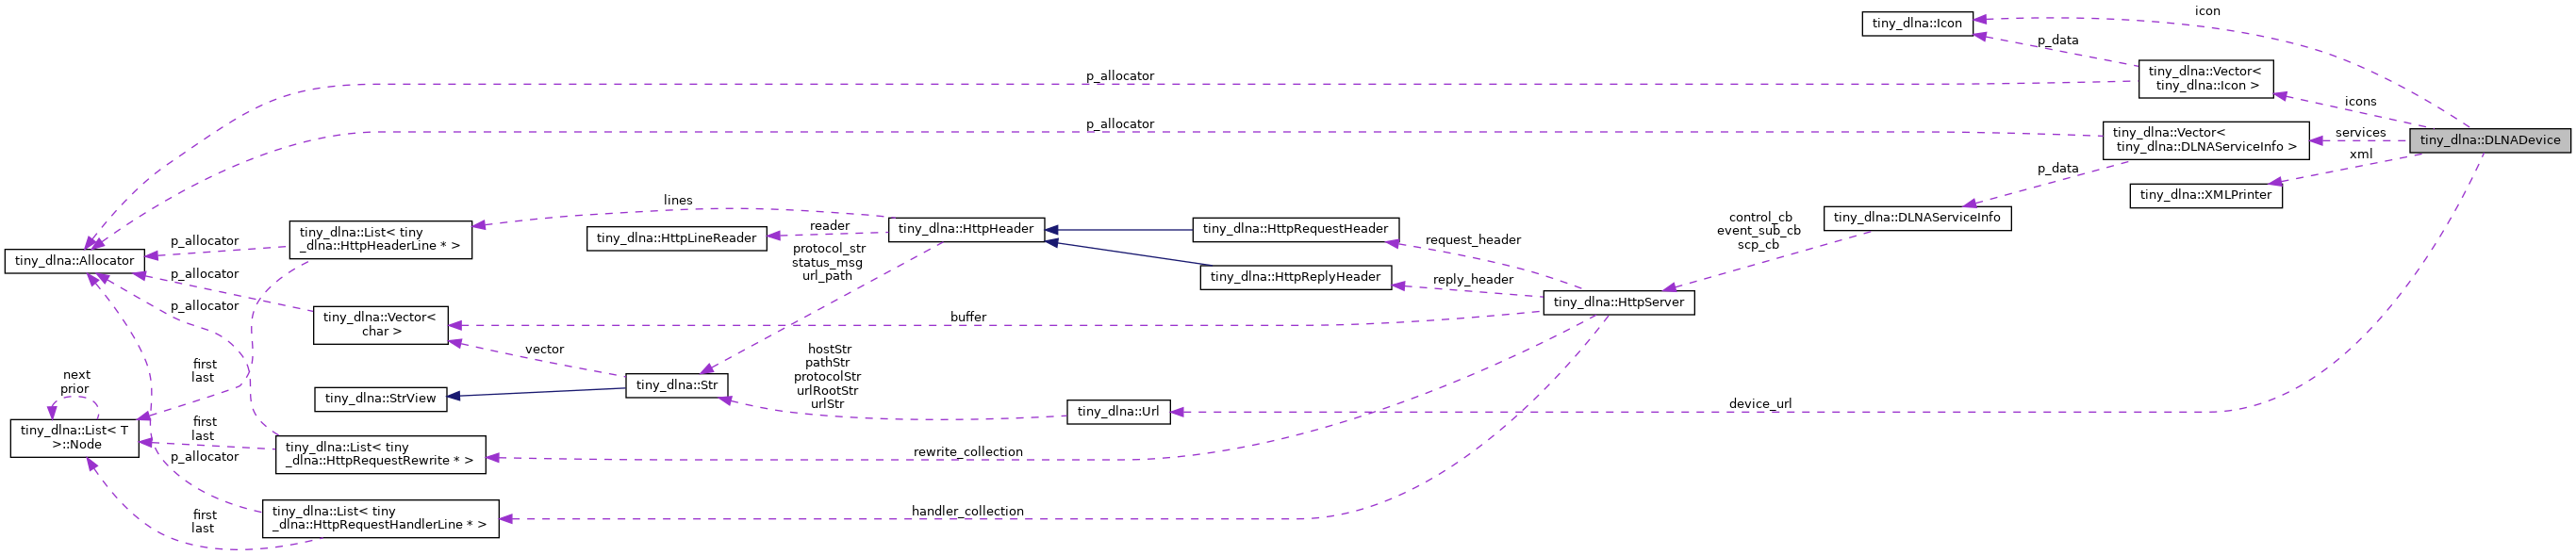 icon
tiny_dlna::Icon
p_data
tiny_dlna::Vector<
tiny_dlna::Icon >
p_allocator
icons
p_allocator
tiny_dlna::Vector<
tiny_dlna::DLNAServiceInfo >
services
tiny_dlna::DLNADevice
xml
p_data
tiny_dlna::XMLPrinter
lines
tiny_dlna::DLNAServiceInfo
control_cb
event_sub_cb
scp_cb
tiny_dlna::List< tiny
_dlna::HttpHeaderLine * >
reader
tiny_dlna::HttpLineReader
tiny_dlna::HttpHeader
tiny_dlna::HttpRequestHeader
request_header
p_allocator
protocol_str
status_msg
url_path
tiny_dlna::Allocator
p_allocator
tiny_dlna::HttpReplyHeader
reply_header
tiny_dlna::HttpServer
p_allocator
tiny_dlna::Vector<
char >
buffer
vector
hostStr
pathStr
protocolStr
urlRootStr
urlStr
first
last
next
prior
tiny_dlna::Str
tiny_dlna::StrView
tiny_dlna::Url
device_url
tiny_dlna::List< T
>::Node
first
last
p_allocator
tiny_dlna::List< tiny
_dlna::HttpRequestRewrite * >
rewrite_collection
first
last
tiny_dlna::List< tiny
_dlna::HttpRequestHandlerLine * >
handler_collection